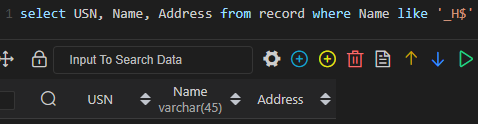 1 select USN, Name, Address from record where Name like '_H$'
Input To Search Data
USN Name Address
varchar(45)